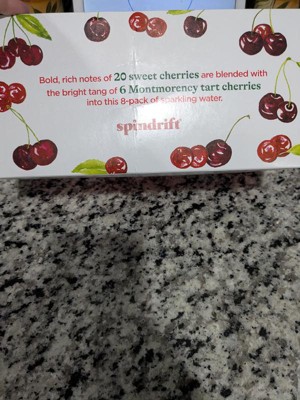 Bold, rich notes of 20 sweet cherries are blended with
the bright tang of 6 Montmorency tart cherries
into this 8-pack of sparkling water.
spindrift